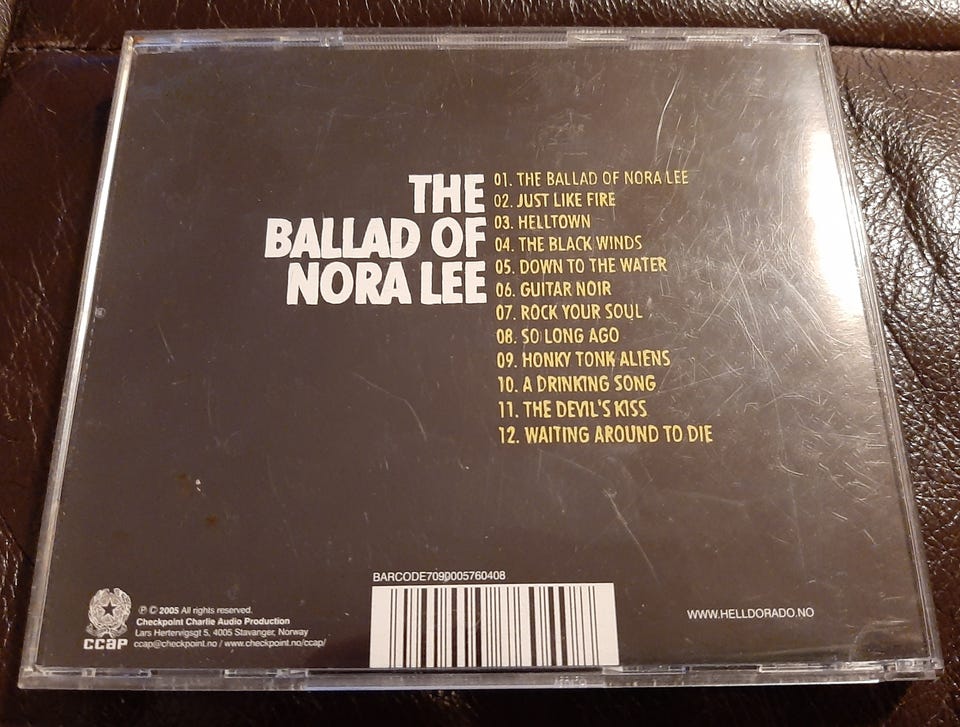 THE
BALLAD OF
NORA LEE
01. THE BALLAD OF NORA LEE
02. JUST LIKE FIRE
03. HELLTOWN
04. THE BLACK WINDS
05. DOWN TO THE WATER
06. GUITAR NOIR
07. ROCK YOUR SOUL
08. SO LONG AGO
09. HONKY TONK ALIENS
10. A DRINKING SONG
11. THE DEVIL'S KISS
12. WAITING AROUND TO DIE
BARCODE7090005760408
℗ © 2005 All rights reserved.
Checkpoint Charlie Audio Production
Lars Hertervigsgt 5, 4005 Stavanger, Norway
ccap@checkpoint.no / www.checkpoint.no/ccap/
CCAP
WWW.HELLDORADO.NO